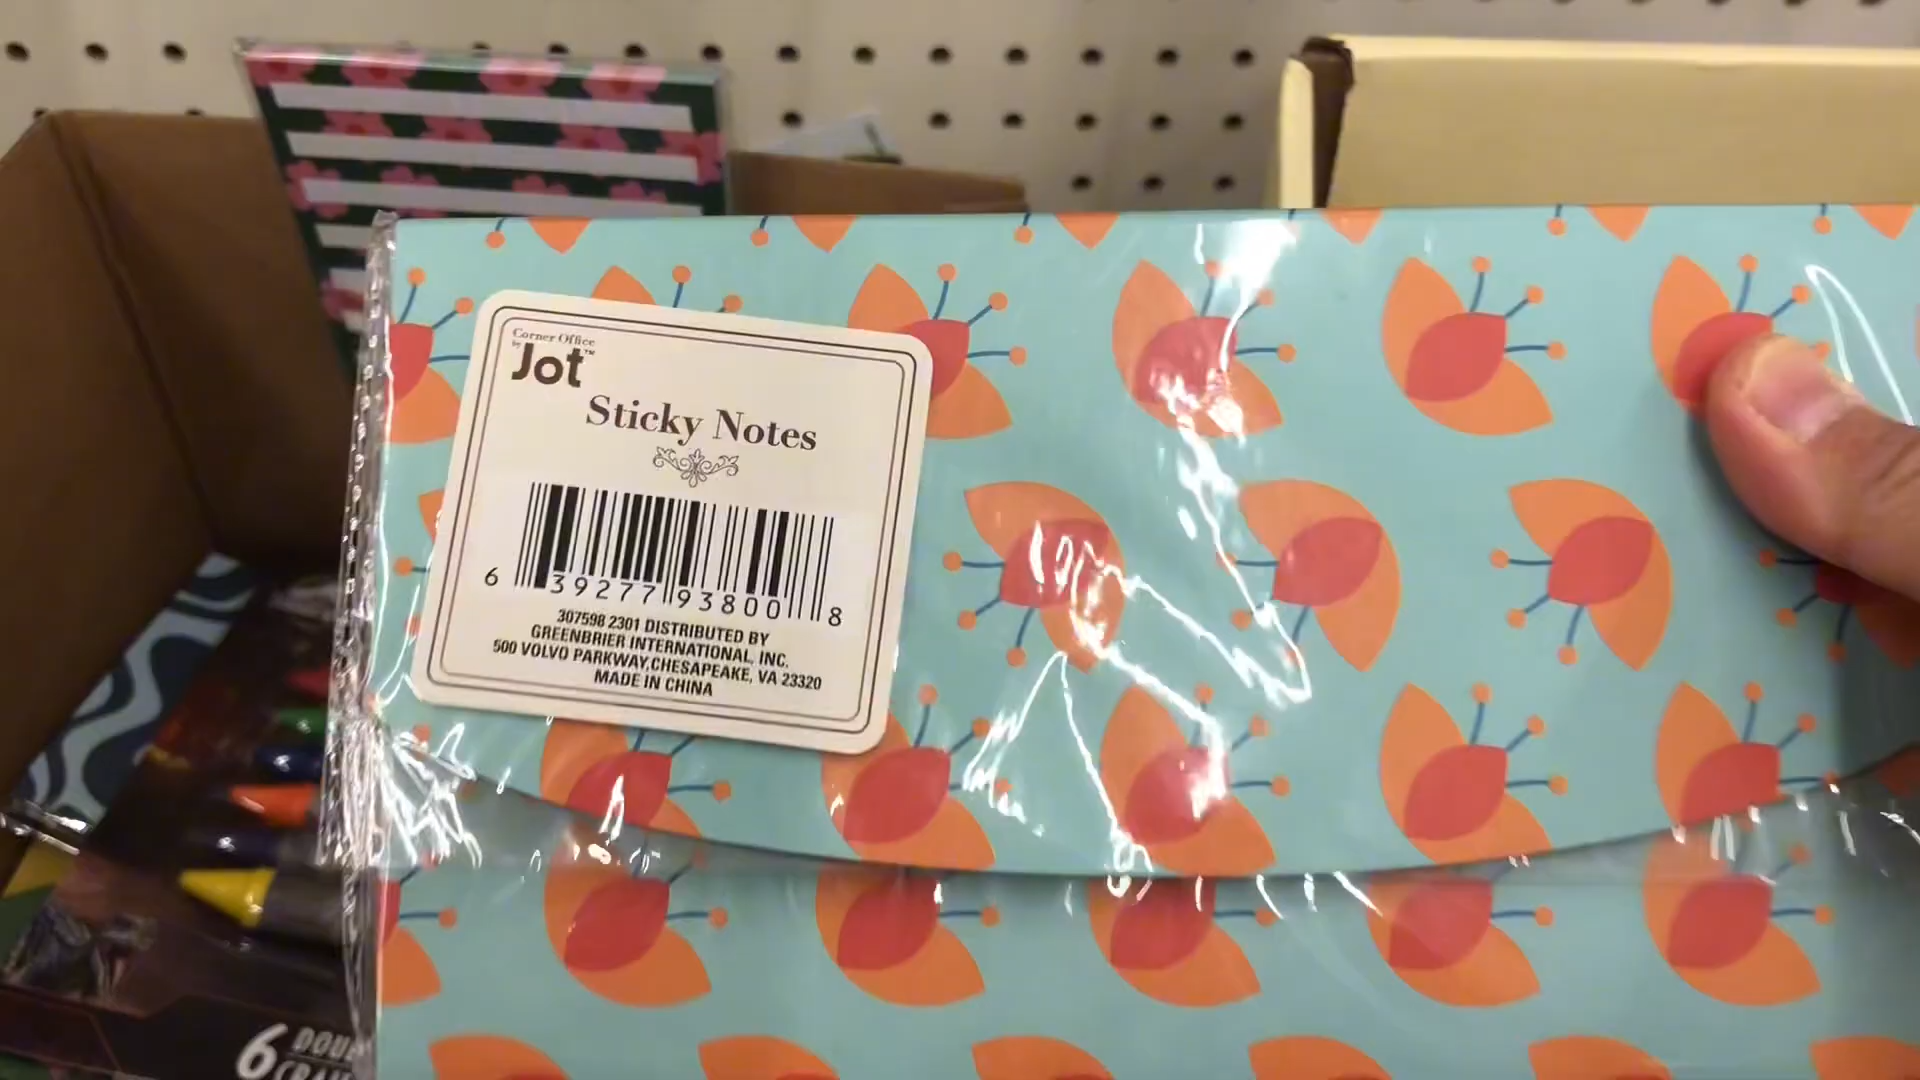 Corner Office
by Jot™
Sticky Notes
6 39277 93800 8
307598 2301 DISTRIBUTED BY
GREENBRIER INTERNATIONAL, INC.
500 VOLVO PARKWAY,CHESAPEAKE, VA 23320
MADE IN CHINA
6